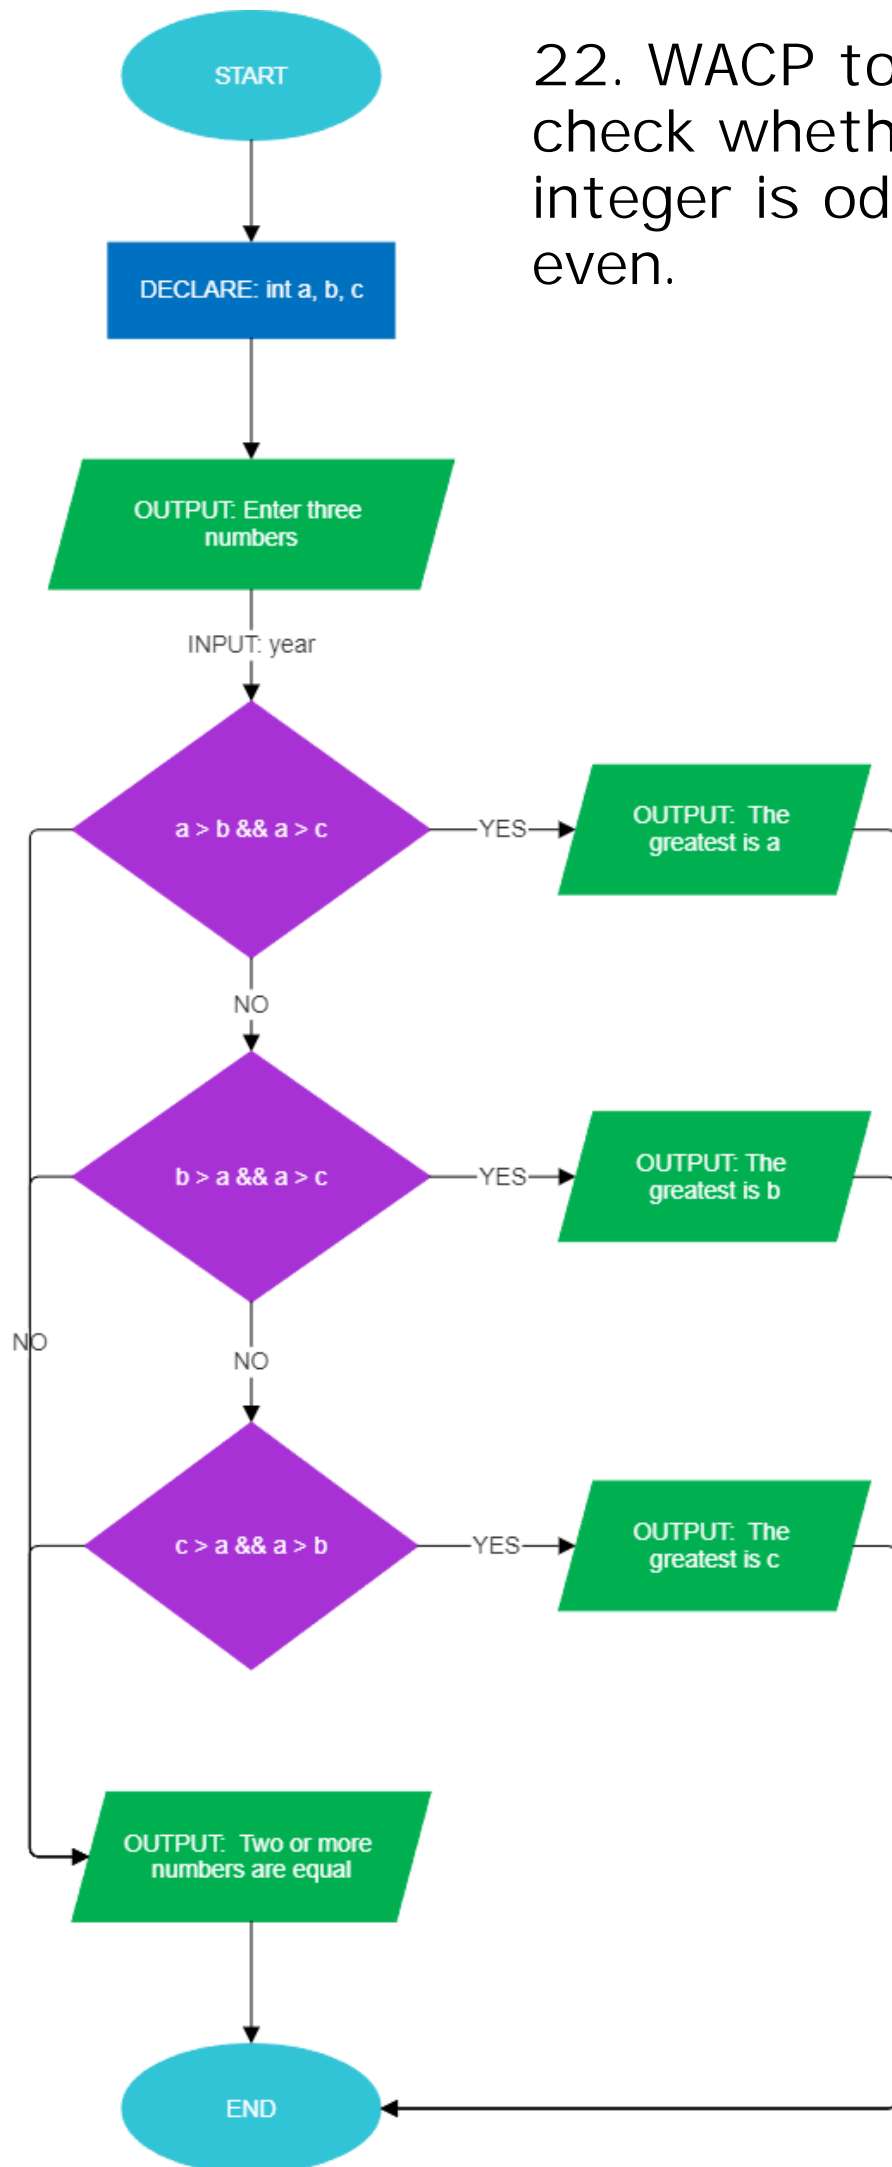 START
22. WACP to
check wheth
integer is od
even.
DECLARE: int a, b, c
OUTPUT: Enter three
numbers
INPUT: year
a > b && a > c
YES
OUTPUT: The
greatest is a
NO
b > a && a > c
YES
OUTPUT: The
greatest is b
NO
NO
c > a && a > b
YES
OUTPUT: The
greatest is c
OUTPUT: Two or more
numbers are equal
END